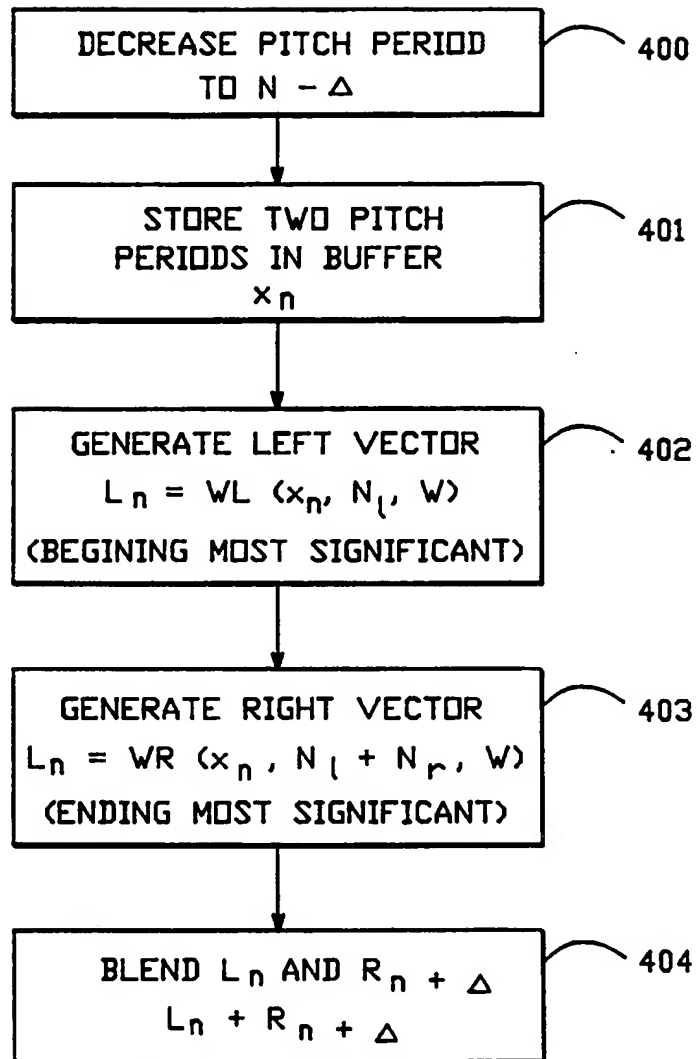 DECREASE PITCH PERIOD
TO N - Δ
400
STORE TWO PITCH
PERIODS IN BUFFER
xn
401
GENERATE LEFT VECTOR
Ln = WL (xn, Nl, W)
(BEGINING MOST SIGNIFICANT)
402
GENERATE RIGHT VECTOR
Ln = WR (xn, Nl + Nr, W)
(ENDING MOST SIGNIFICANT)
403
BLEND Ln AND Rn + Δ
Ln + Rn + Δ
404